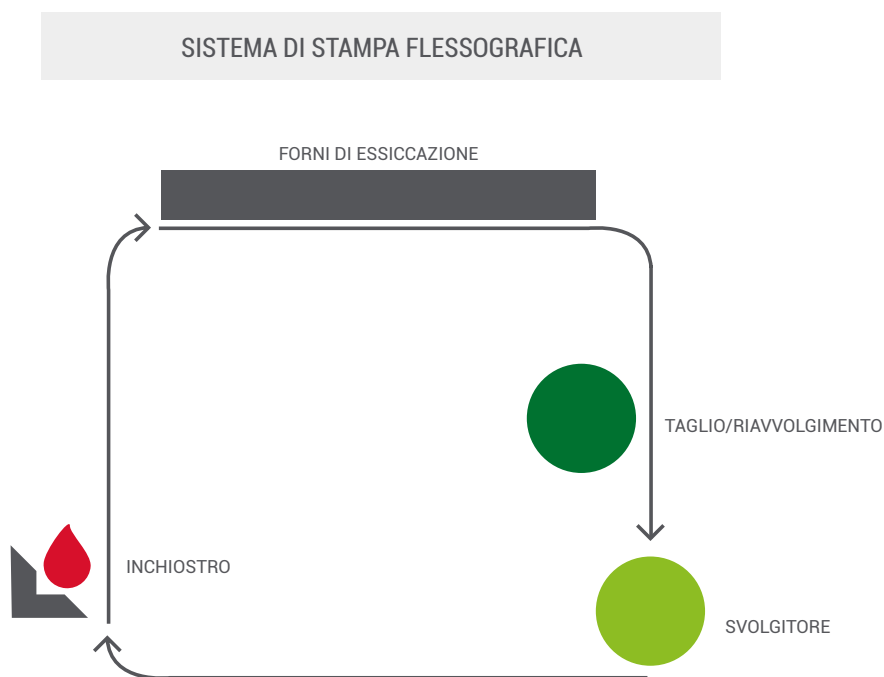 SISTEMA DI STAMPA FLESSOGRAFICA
FORNI DI ESSICCAZIONE
TAGLIO/RIAVVOLGIMENTO
INCHIOSTRO
SVOLGITORE